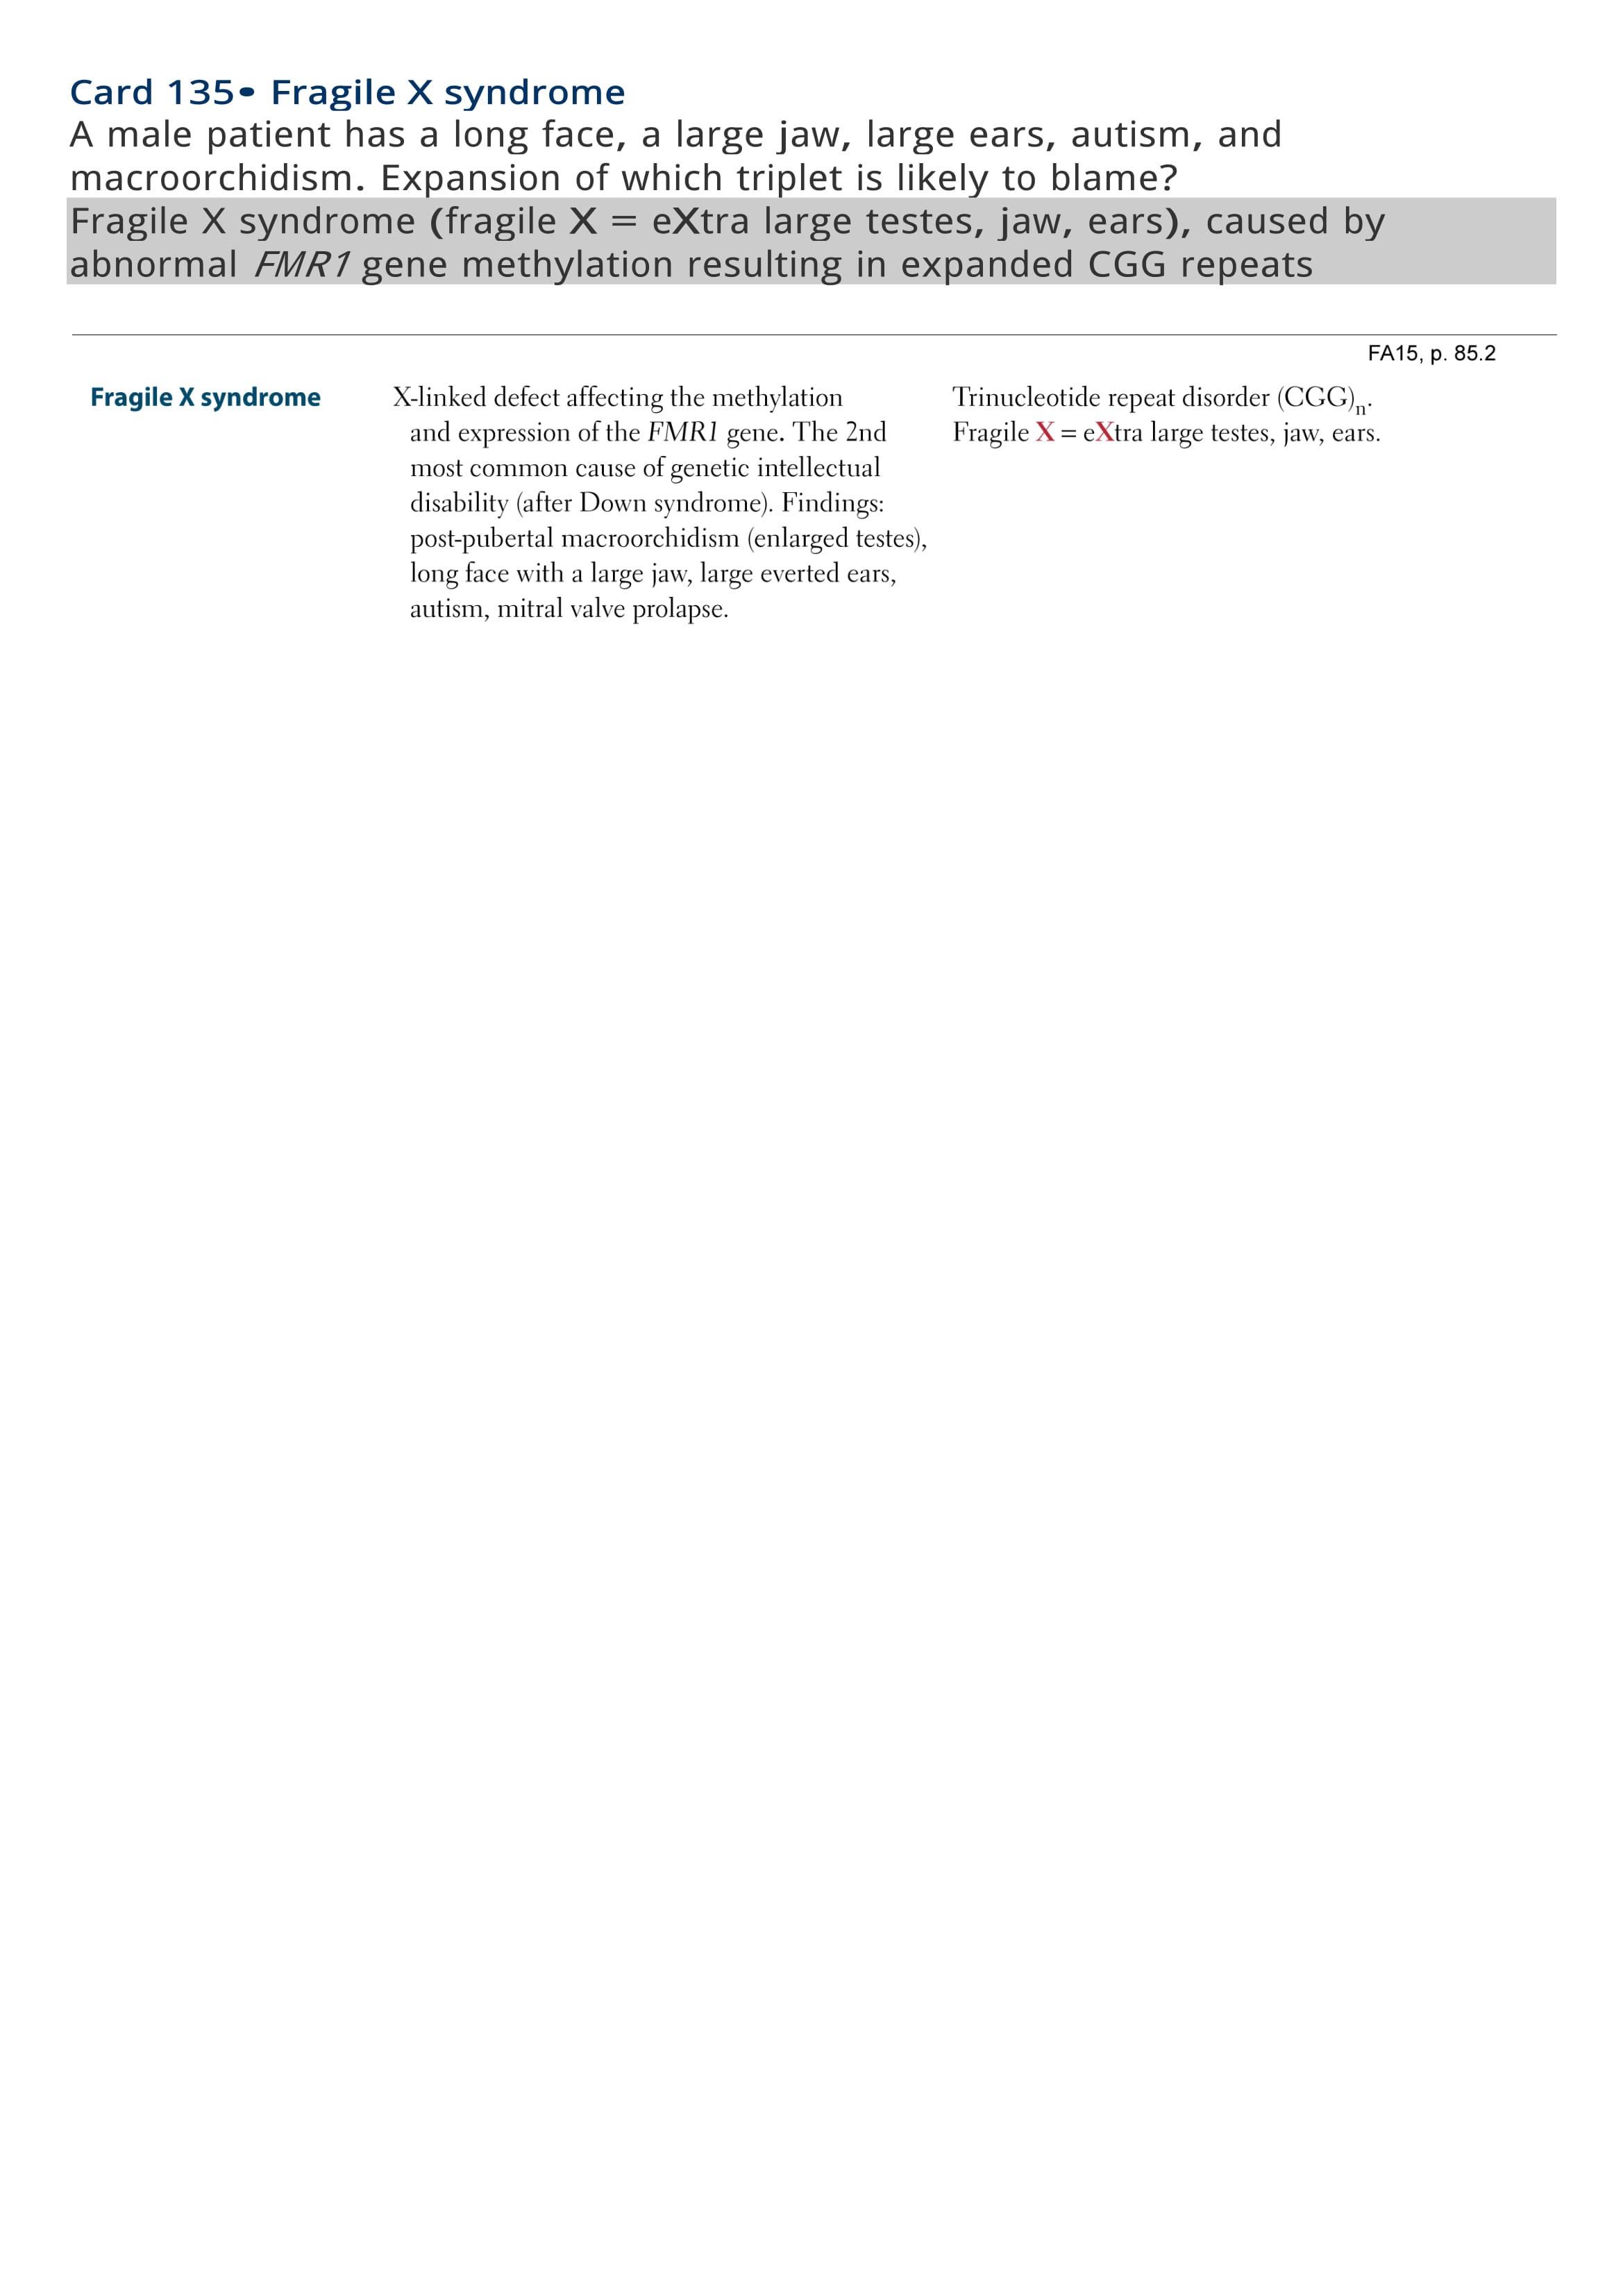 Card 135• Fragile X syndrome
A male patient has a long face, a large jaw, large ears, autism, and
macroorchidism. Expansion of which triplet is likely to blame?
Fragile X syndrome (fragile X = eXtra large testes, jaw, ears), caused by
abnormal FMR1 gene methylation resulting in expanded CGG repeats
FA15, p. 85.2
Fragile X syndrome
X-linked defect affecting the methylation
and expression of the FMR1 gene. The 2nd
most common cause of genetic intellectual
disability (after Down syndrome). Findings:
post-pubertal macroorchidism (enlarged testes),
long face with a large jaw, large everted ears,
autism, mitral valve prolapse.
Trinucleotide repeat disorder (CGG)n.
Fragile X = eXtra large testes, jaw, ears.